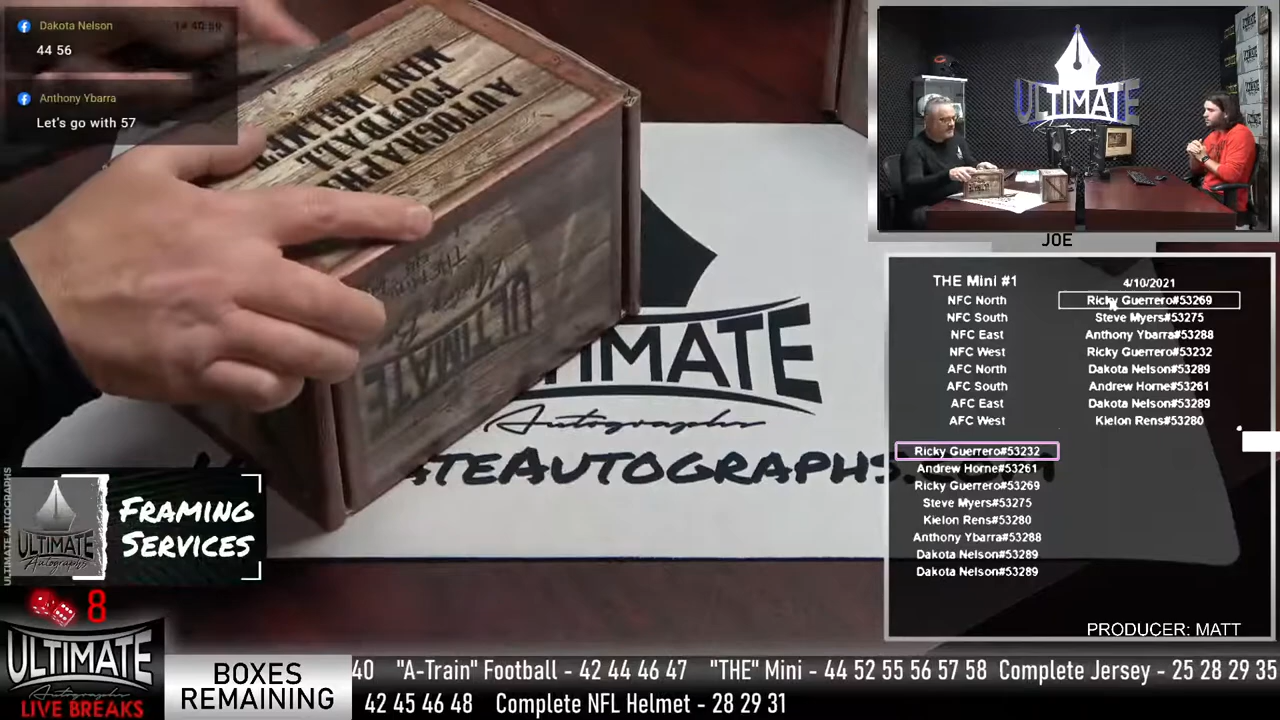 Dakota Nelson
44 56
Anthony Ybarra
Let's go with 57
AUTOGRAPHED
FOOTBALL
MINI HELMET
ULTIMATE
ULTIMATE
Autographs
ULTIMATE
JOE
THE Mini #1 4/10/2021
NFC North Ricky Guerrero#53269
NFC South Steve Myers#53275
NFC East Anthony Ybarra#53288
NFC West Ricky Guerrero#53232
AFC North Dakota Nelson#53289
AFC South Andrew Horne#53261
AFC East Dakota Nelson#53289
AFC West Kielon Rens#53280
Ricky Guerrero#53232
Andrew Horne#53261
Ricky Guerrero#53269
Steve Myers#53275
Kielon Rens#53280
Anthony Ybarra#53288
Dakota Nelson#53289
Dakota Nelson#53289
PRODUCER: MATT
ULTIMATE AUTOGRAPHS
ULTIMATE
Autographs
FRAMING
SERVICES
8
ULTIMATE
Autographs
LIVE BREAKS
BOXES
REMAINING
40 "A-Train" Football - 42 44 46 47 "THE" Mini - 44 52 55 56 57 58 Complete Jersey - 25 28 29 35
42 45 46 48 Complete NFL Helmet - 28 29 31